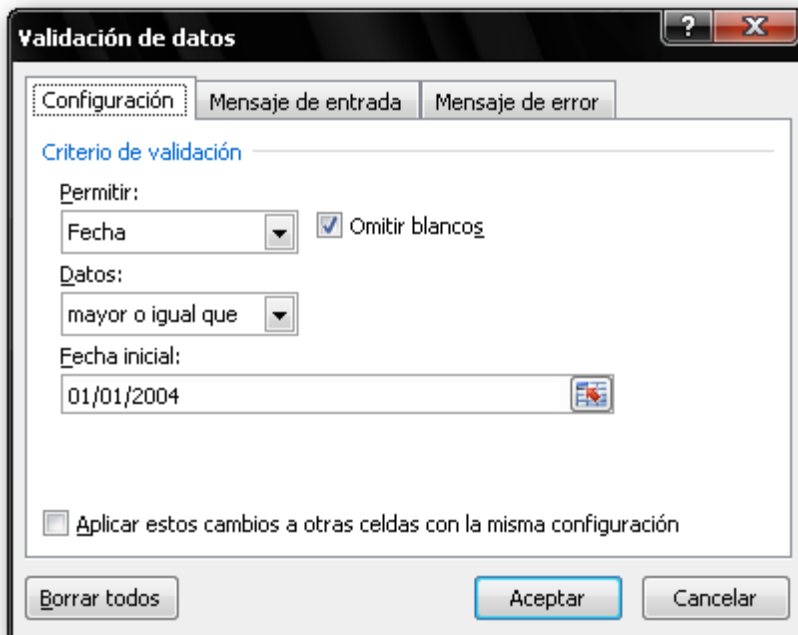 Validación de datos
Configuración Mensaje de entrada Mensaje de error
Criterio de validación
Permitir:
Fecha Omitir blancos
Datos:
mayor o igual que
Fecha inicial:
01/01/2004
Aplicar estos cambios a otras celdas con la misma configuración
Borrar todos Aceptar Cancelar